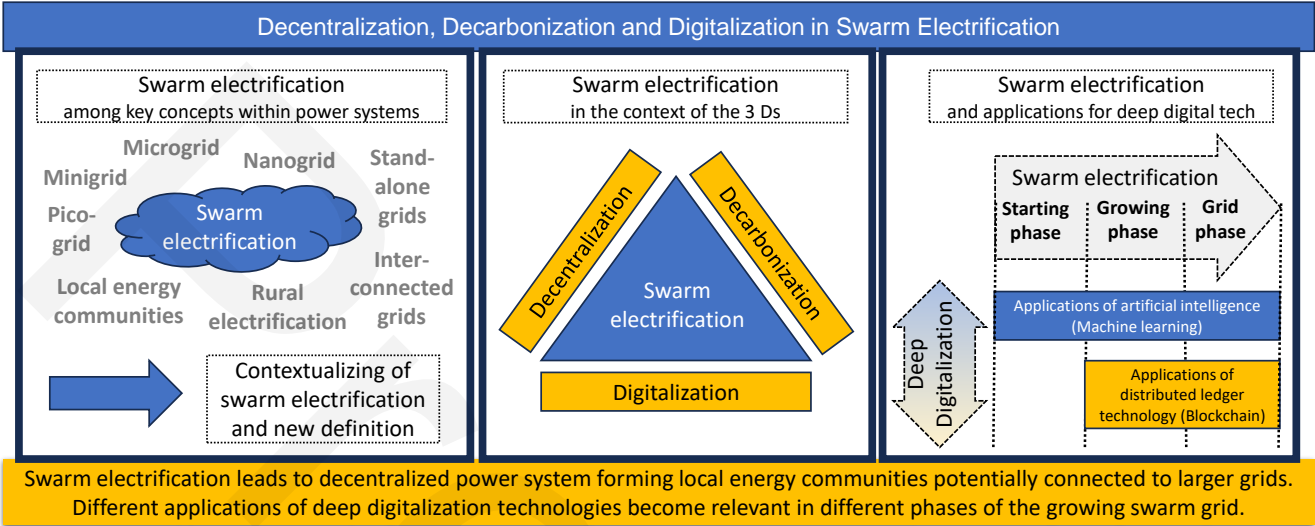 Decentralization, Decarbonization and Digitalization in Swarm Electrification
Swarm electrification
among key concepts within power systems
Microgrid
Nanogrid
Stand-
alone
grids
Minigrid
Pico-
grid
Swarm
electrification
Inter-
connected
grids
Local energy
communities
Rural
electrification
Contextualizing of
swarm electrification
and new definition
Swarm electrification
in the context of the 3 Ds
Decentralization
Decarbonization
Swarm
electrification
Digitalization
Swarm electrification
and applications for deep digital tech
Swarm electrification
Starting
phase
Growing
phase
Grid
phase
Deep
Digitalization
Applications of artificial intelligence
(Machine learning)
Applications of
distributed ledger
technology (Blockchain)
Swarm electrification leads to decentralized power system forming local energy communities potentially connected to larger grids.
Different applications of deep digitalization technologies become relevant in different phases of the growing swarm grid.